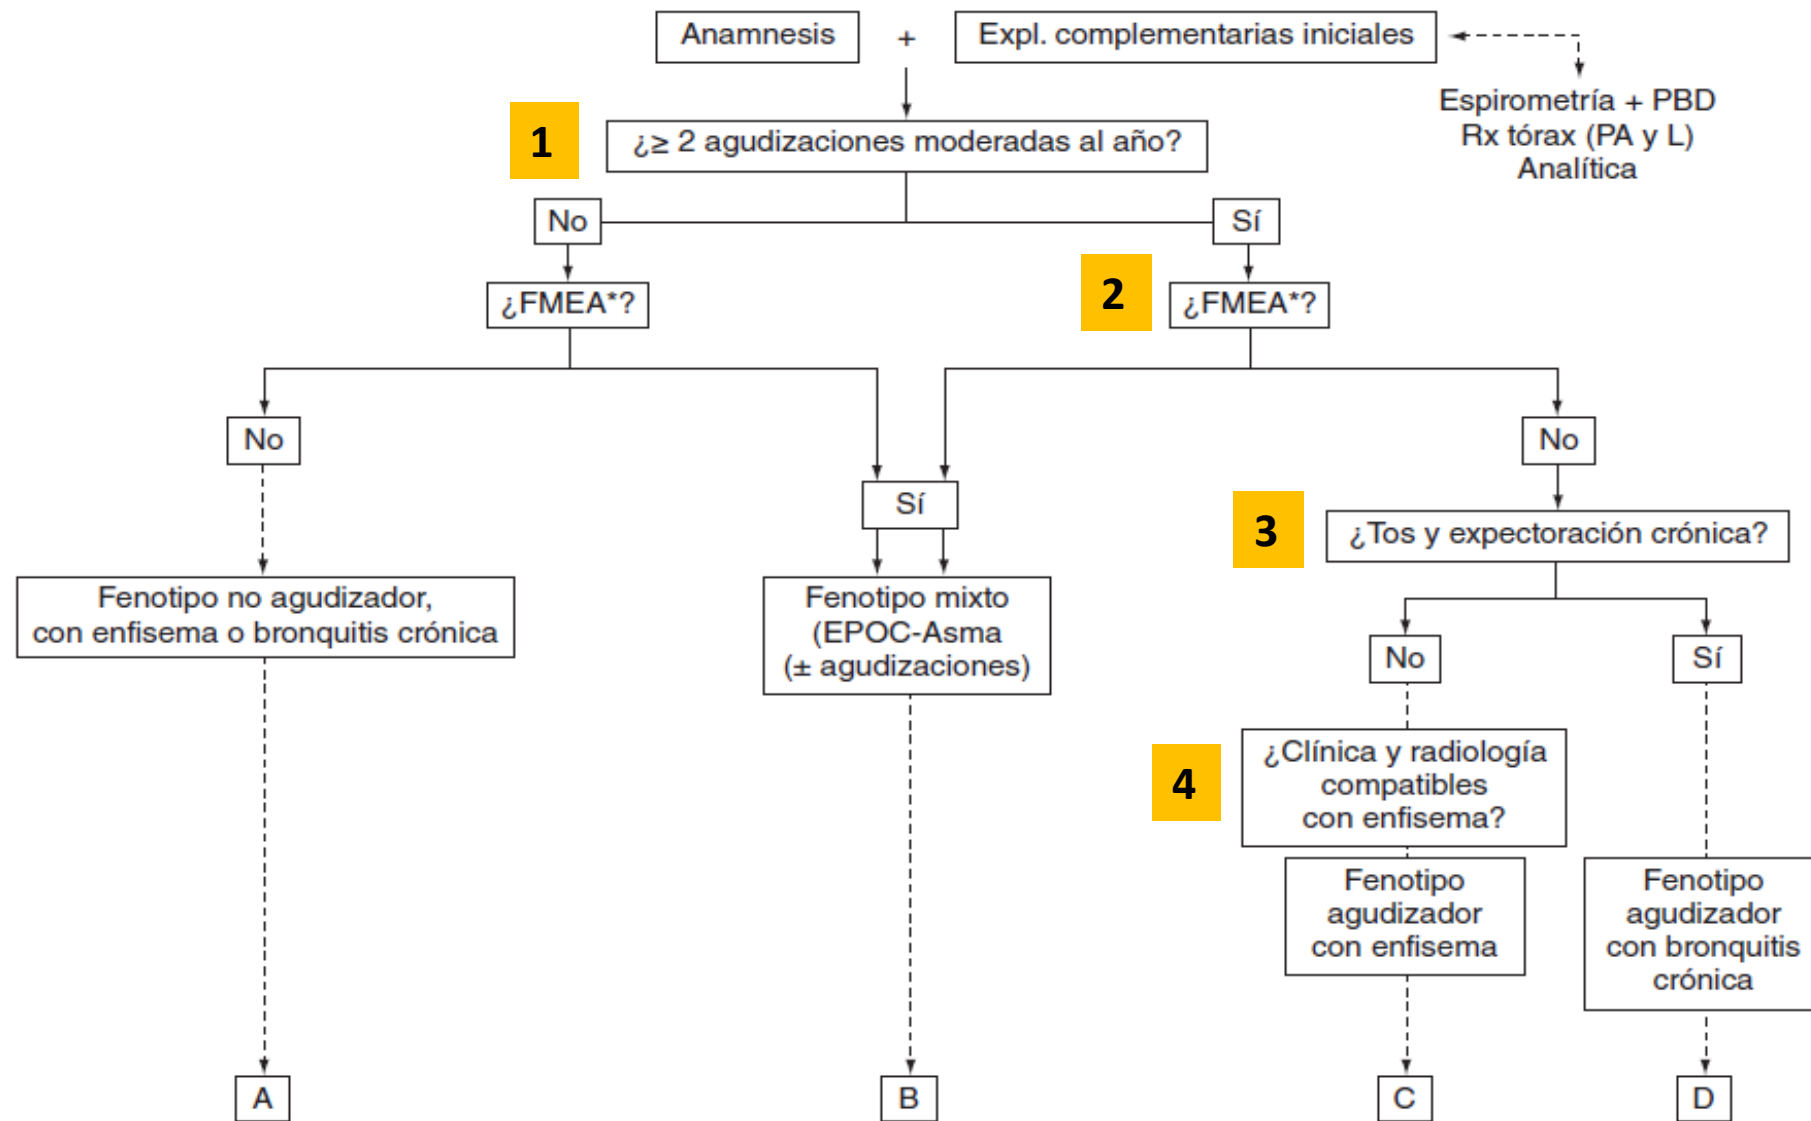 Anamnesis
+
Expl. complementarias iniciales
Espirometría + PBD
Rx tórax (PA y L)
Analítica
1
¿≥ 2 agudizaciones moderadas al año?
No
Sí
¿FMEA*?
2
¿FMEA*?
No
Sí
No
3
¿Tos y expectoración crónica?
Fenotipo no agudizador,
con enfisema o bronquitis crónica
Fenotipo mixto
(EPOC-Asma
(± agudizaciones)
No
Sí
4
¿Clínica y radiología
compatibles
con enfisema?
Fenotipo
agudizador
con enfisema
Fenotipo
agudizador
con bronquitis
crónica
A
B
C
D